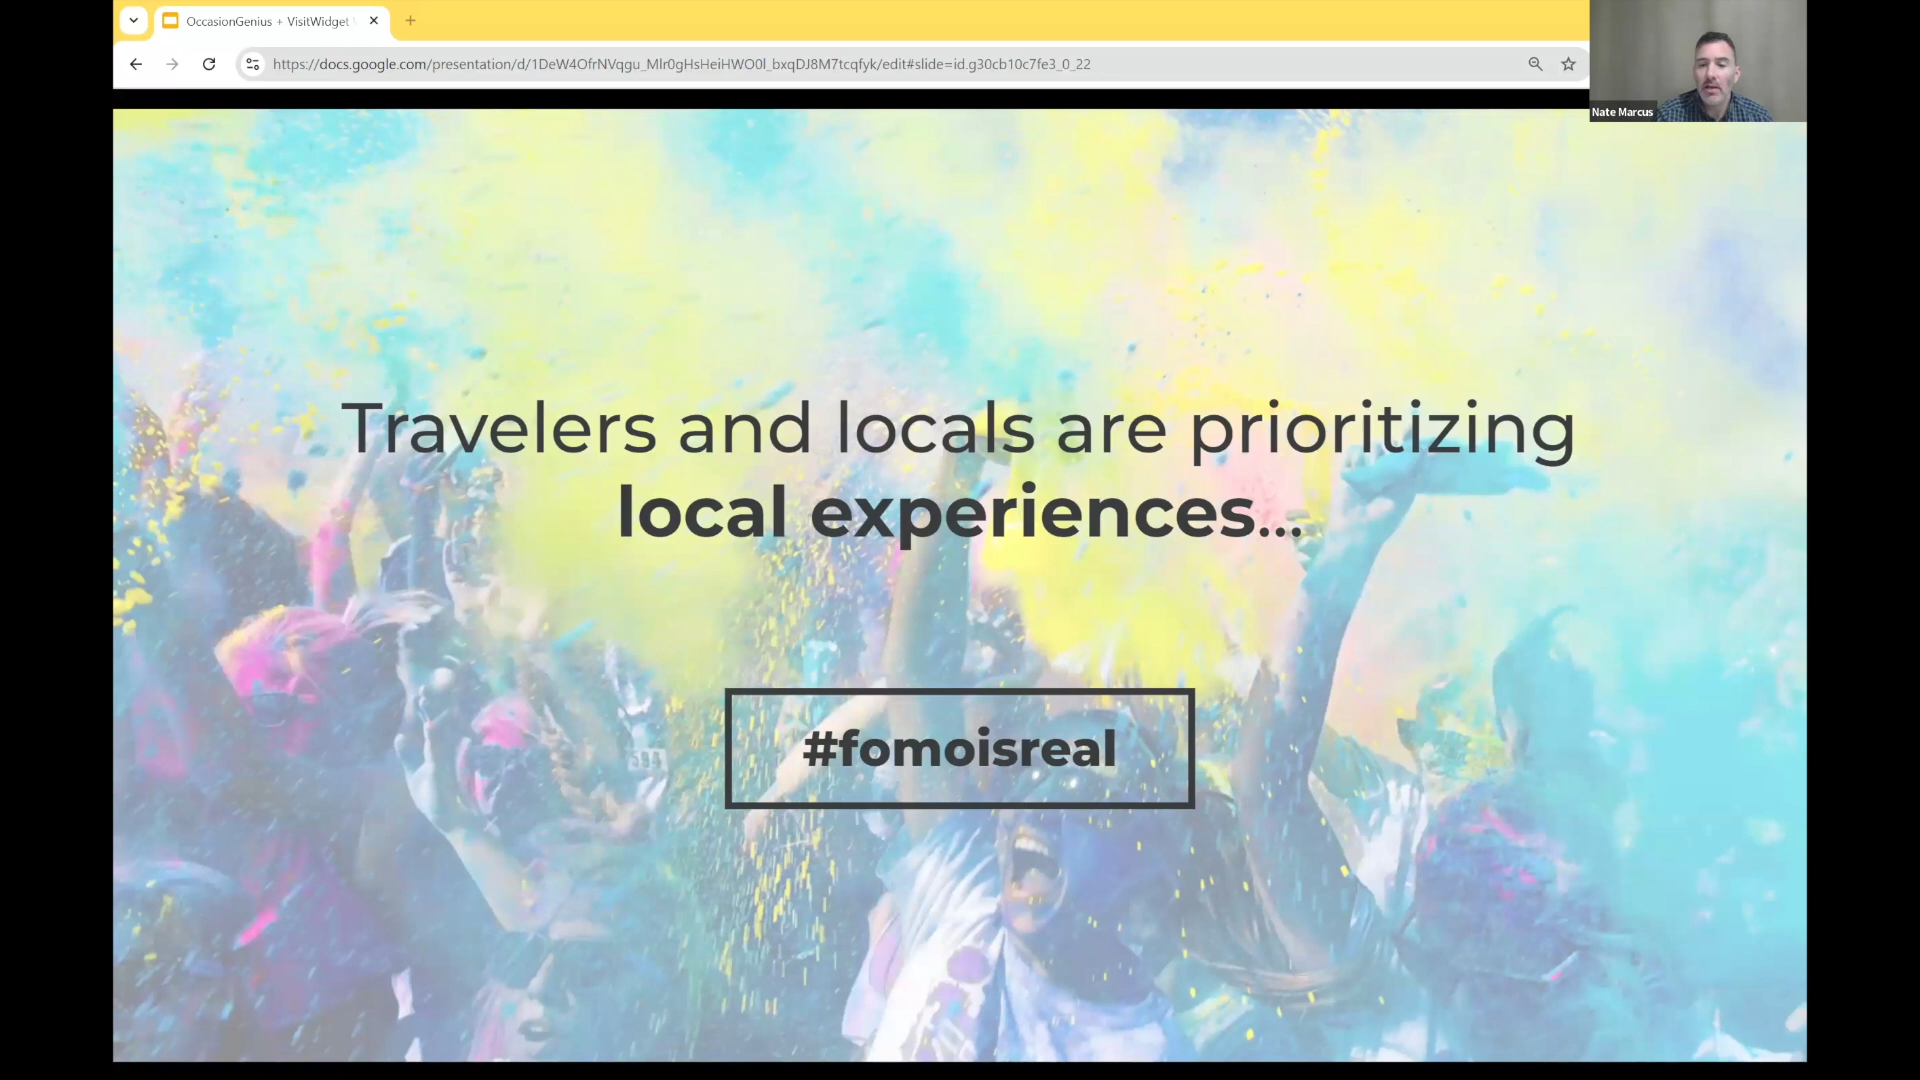 OccasionGenius + VisitWidget
https://docs.google.com/presentation/d/1DeW4OfrNVqgu_Mlr0gHsHeiHWO0l_bxqDJ8M7tcqfyk/edit#slide=id.g30cb10c7fe3_0_22
Nate Marcus
Travelers and locals are prioritizing
local experiences...
594
#fomoisreal